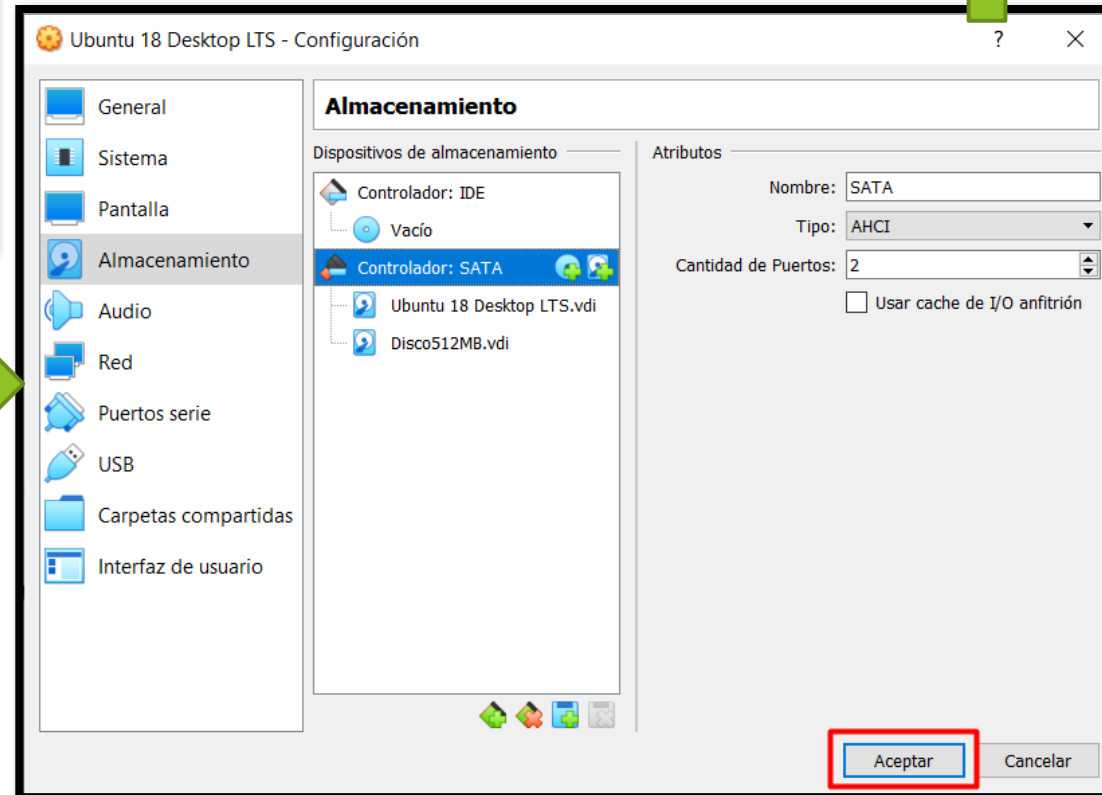 Ubuntu 18 Desktop LTS - Configuración
?
General
Sistema
Pantalla
Almacenamiento
Audio
Red
Puertos serie
USB
Carpetas compartidas
Interfaz de usuario
Almacenamiento
Dispositivos de almacenamiento
Controlador: IDE
Vacío
Controlador: SATA
Ubuntu 18 Desktop LTS.vdi
Disco512MB.vdi
Atributos
Nombre: SATA
Tipo: AHCI
Cantidad de Puertos: 2
Usar cache de I/O anfitrión
Aceptar
Cancelar